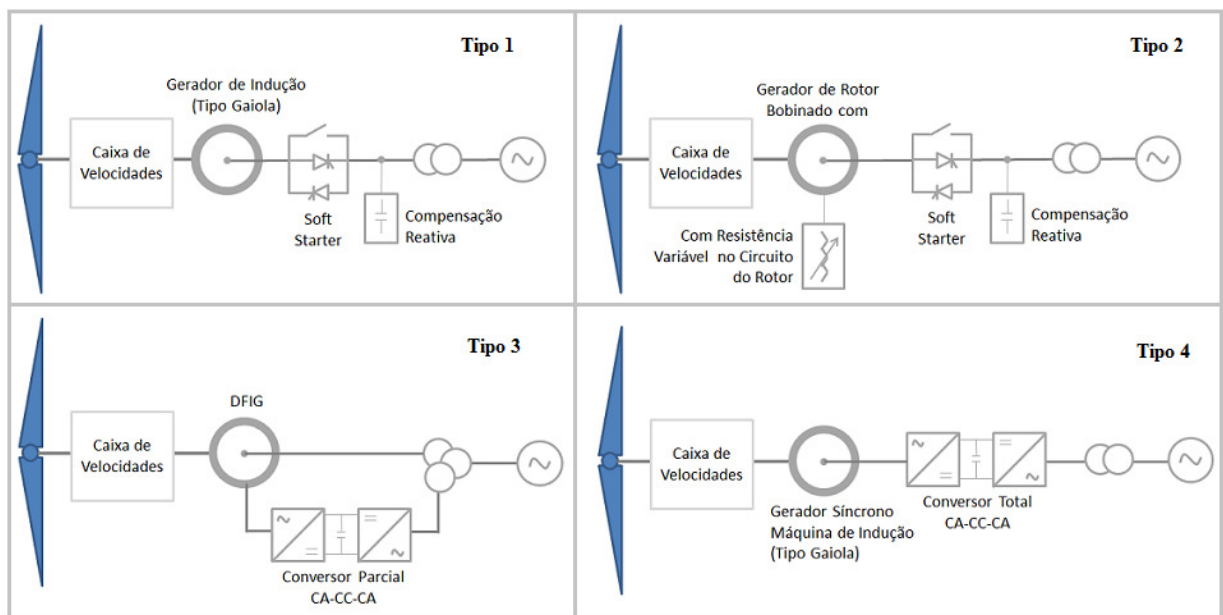 Tipo 1
Gerador de Indução
(Tipo Gaiola)
Caixa de
Velocidades
Soft
Starter
Compensação
Reativa
Tipo 2
Gerador de Rotor
Bobinado com
Caixa de
Velocidades
Com Resistência
Variável no Circuito
do Rotor
Soft
Starter
Compensação
Reativa
Tipo 3
DFIG
Caixa de
Velocidades
Conversor Parcial
CA-CC-CA
Tipo 4
Caixa de
Velocidades
Gerador Síncrono
Máquina de Indução
(Tipo Gaiola)
Conversor Total
CA-CC-CA